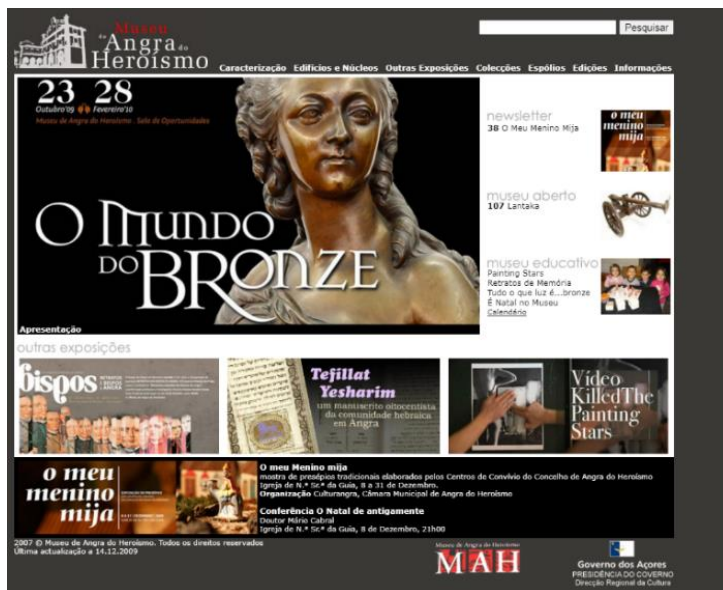 Museu
de Angra do
Heroísmo
Pesquisar
Caracterização Edifícios e Núcleos Outras Exposições Colecções Espólios Edições Informações
23 28
Outubro'09 Fevereiro'10
Museu de Angra do Heroísmo . Sala de Oportunidades
O MUNDO
DO BRONZE
Apresentação
newsletter
38 O Meu Menino Mija
o meu
menino
mija
museu aberto
107 Lantaka
museu educativo
Painting Stars
Retratos de Memória
Tudo o que luz é...bronze
É Natal no Museu
Calendário
outras exposições
bispos
Tefillat
Yesharim
um manuscrito oitocentista
da comunidade hebraica
em Angra
Vídeo
KilledThe
Painting
Stars
o meu
menino
mija
O meu Menino mija
mostra de presépios tradicionais elaborados pelos Centros de Convívio do Concelho de Angra do Heroísmo
Igreja de N.ª Sr.ª da Guia, 8 a 31 de Dezembro.
Organização Culturangra, Câmara Municipal de Angra do Heroísmo
Conferência O Natal de antigamente
Doutor Mário Cabral
Igreja de N.ª Sr.ª da Guia, 8 de Dezembro, 21h00
2007 © Museu de Angra do Heroísmo. Todos os direitos reservados
Última actualização a 14.12.2009
Museu de Angra do Heroísmo
MAH
Governo dos Açores
PRESIDÊNCIA DO GOVERNO
Direcção Regional da Cultura